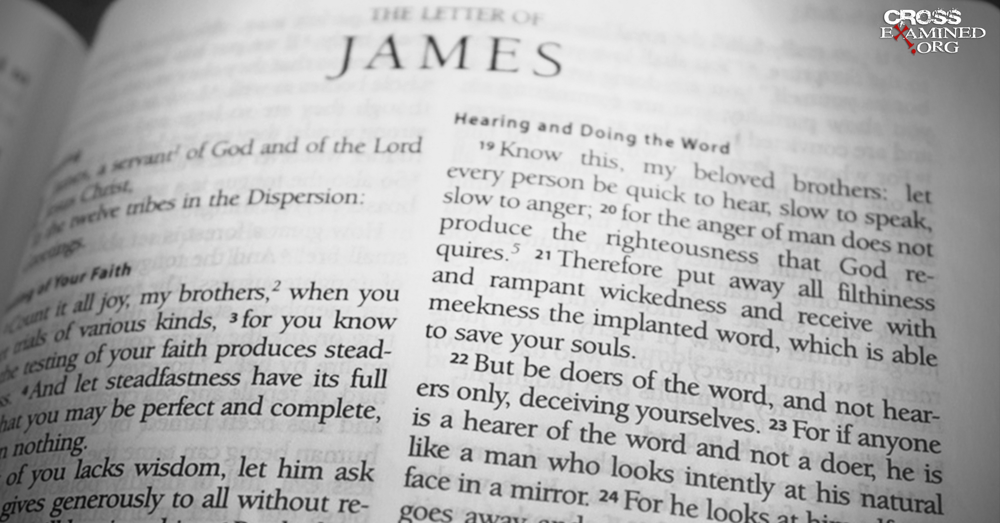 THE LETTER OF
JAMES
a servant¹ of God and of the Lord
Christ,
the twelve tribes in the Dispersion:
of Your Faith
Count it all joy, my brothers,² when you
trials of various kinds, ³ for you know
the testing of your faith produces stead-
⁴ And let steadfastness have its full
you may be perfect and complete,
nothing.
of you lacks wisdom, let him ask
gives generously to all without re-
Hearing and Doing the Word
¹⁹ Know this, my beloved brothers: let
every person be quick to hear, slow to speak,
slow to anger; ²⁰ for the anger of man does not
produce the righteousness that God re-
quires.⁵ ²¹ Therefore put away all filthiness
and rampant wickedness and receive with
meekness the implanted word, which is able
to save your souls.
²² But be doers of the word, and not hear-
ers only, deceiving yourselves. ²³ For if anyone
is a hearer of the word and not a doer, he is
like a man who looks intently at his natural
face in a mirror. ²⁴ For he looks at
goes away
CROSS
EXAMINED
.ORG